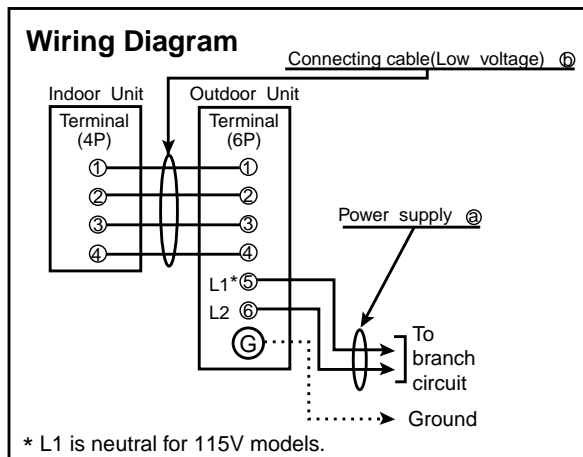 Wiring Diagram
Connecting cable(Low voltage) ⓑ
Indoor Unit
Outdoor Unit
Terminal
(4P)
Terminal
(6P)
① ①
② ②
③ ③
④ ④
Power supply ⓐ
L1* ⑤
L2 ⑥
Ⓖ
To
branch
circuit
Ground
* L1 is neutral for 115V models.